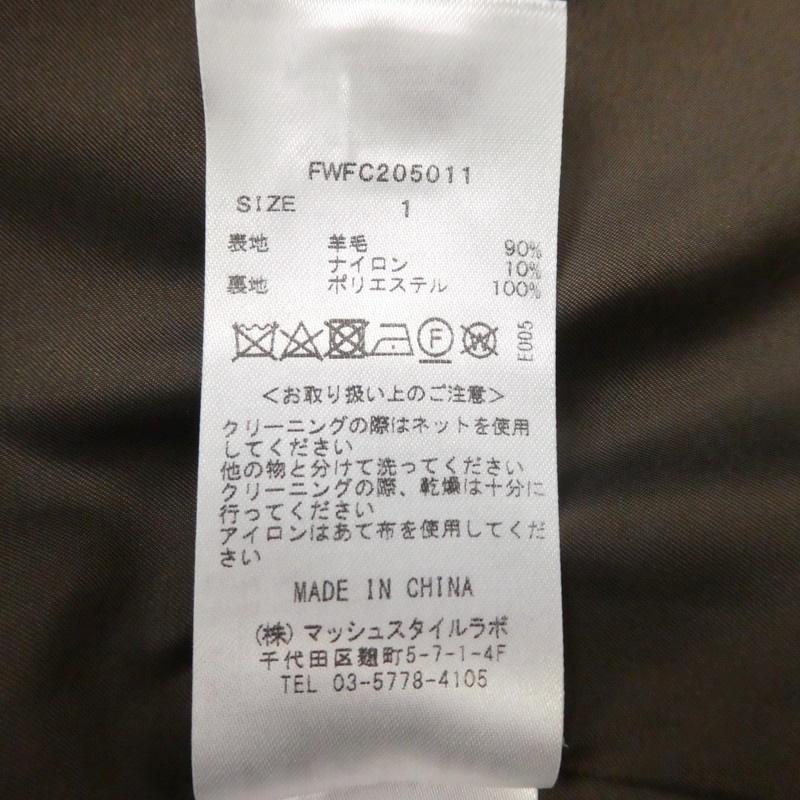 FWFC205011
SIZE 1
表地 羊毛 90%
ナイロン 10%
裏地 ポリエステル 100%
F W E005
<お取り扱い上のご注意>
クリーニングの際はネットを使用
してください
他の物と分けて洗ってください
クリーニングの際、乾燥は十分に
行ってください
アイロンはあて布を使用してくだ
さい
MADE IN CHINA
(株)マッシュスタイルラボ
千代田区麹町5-7-1-4F
TEL 03-5778-4105